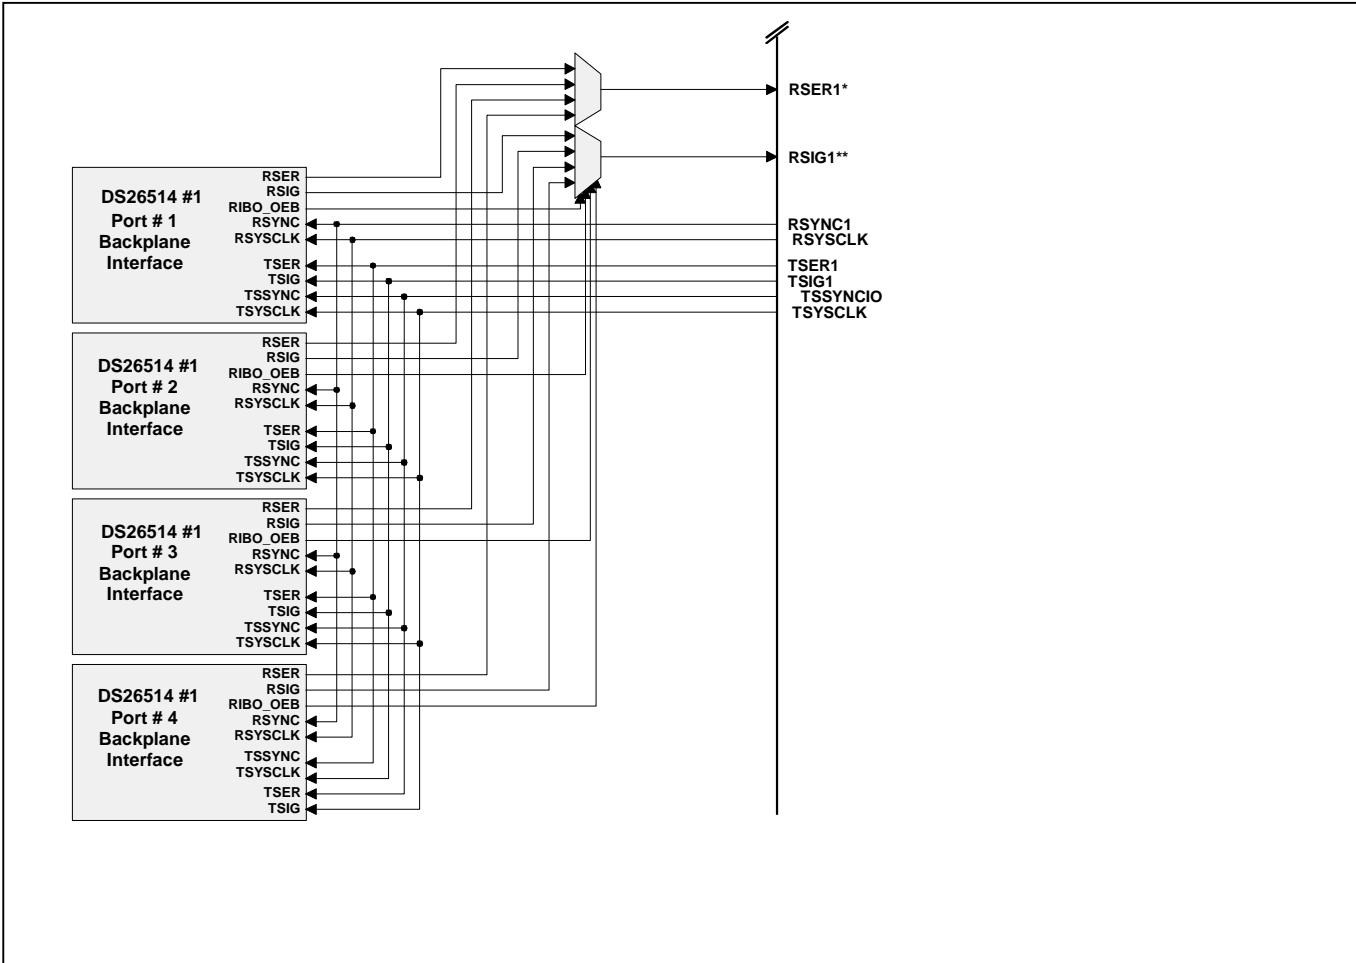 RSER1*
RSIG1**
DS26514 #1
Port # 1
Backplane
Interface
RSER
RSIG
RIBO_OEB
RSYNC
RSYSCLK
TSER
TSIG
TSSYNC
TSYSCLK
RSYNC1
RSYSCLK
TSER1
TSIG1
TSSYNCIO
TSYSCLK
DS26514 #1
Port # 2
Backplane
Interface
RSER
RSIG
RIBO_OEB
RSYNC
RSYSCLK
TSER
TSIG
TSSYNC
TSYSCLK
DS26514 #1
Port # 3
Backplane
Interface
RSER
RSIG
RIBO_OEB
RSYNC
RSYSCLK
TSER
TSIG
TSSYNC
TSYSCLK
DS26514 #1
Port # 4
Backplane
Interface
RSER
RSIG
RIBO_OEB
RSYNC
RSYSCLK
TSSYNC
TSYSCLK
TSER
TSIG